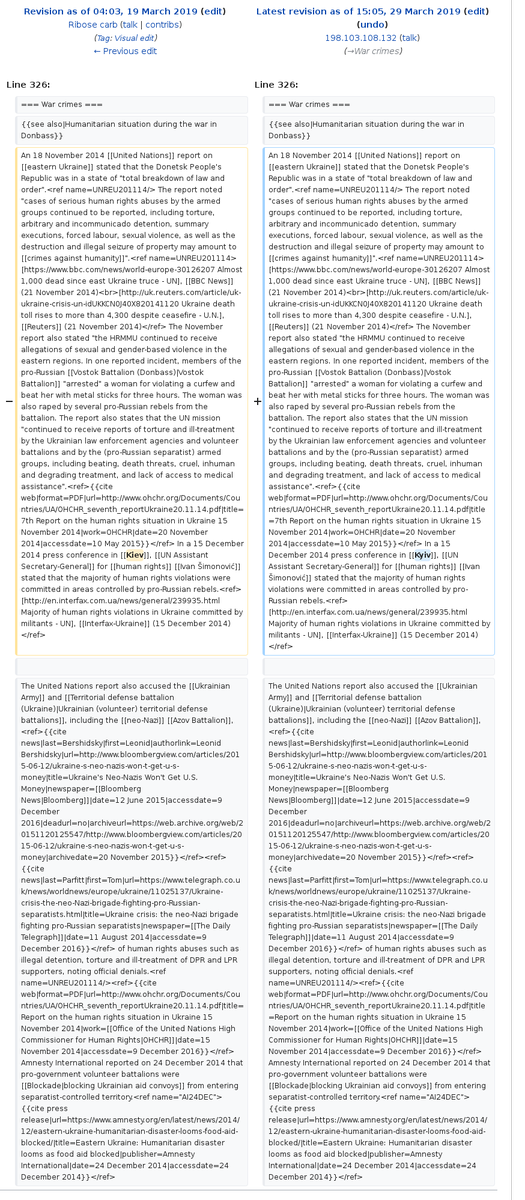 Revision as of 04:03, 19 March 2019 (edit)
Ribose carb (talk | contribs)
(Tag: Visual edit)
← Previous edit
Latest revision as of 15:05, 29 March 2019 (edit)
(undo)
198.103.108.132 (talk)
(→War crimes)
Line 326:
=== War crimes ===
{{see also|Humanitarian situation during the war in
Donbass}}
−
An 18 November 2014 [[United Nations]] report on
[[eastern Ukraine]] stated that the Donetsk People's
Republic was in a state of "total breakdown of law and
order".<ref name=UNREU201114/> The report noted
"cases of serious human rights abuses by the armed
groups continued to be reported, including torture,
arbitrary and incommunicado detention, summary
executions, forced labour, sexual violence, as well as the
destruction and illegal seizure of property may amount to
[[crimes against humanity]]".<ref name=UNREU201114>
[https://www.bbc.com/news/world-europe-30126207 Almost
1,000 dead since east Ukraine truce - UN], [[BBC News]]
(21 November 2014)<br>[http://uk.reuters.com/article/uk-
ukraine-crisis-un-idUKKCN0J40X820141120 Ukraine death
toll rises to more than 4,300 despite ceasefire - U.N.],
[[Reuters]] (21 November 2014)</ref> The November
report also stated "the HRMMU continued to receive
allegations of sexual and gender-based violence in the
eastern regions. In one reported incident, members of the
pro-Russian [[Vostok Battalion (Donbass)|Vostok
Battalion]] "arrested" a woman for violating a curfew and
beat her with metal sticks for three hours. The woman was
also raped by several pro-Russian rebels from the
battalion. The report also states that the UN mission
"continued to receive reports of torture and ill-treatment
by the Ukrainian law enforcement agencies and volunteer
battalions and by the (pro-Russian separatist) armed
groups, including beating, death threats, cruel, inhuman
and degrading treatment, and lack of access to medical
assistance".<ref>{{cite
web|format=PDF|url=http://www.ohchr.org/Documents/Cou
ntries/UA/OHCHR_seventh_reportUkraine20.11.14.pdf|title=
=7th Report on the human rights situation in Ukraine 15
November 2014|work=OHCHR|date=20 November
2014|accessdate=10 May 2015}}</ref> In a 15 December
2014 press conference in [[Kiev]], [[UN Assistant
Secretary-General]] for [[human rights]] [[Ivan Šimonović]]
stated that the majority of human rights violations were
committed in areas controlled by pro-Russian rebels.<ref>
[http://en.interfax.com.ua/news/general/239935.html
Majority of human rights violations in Ukraine committed by
militants - UN], [[Interfax-Ukraine]] (15 December 2014)
</ref>
The United Nations report also accused the [[Ukrainian
Army]] and [[Territorial defense battalion
(Ukraine)|Ukrainian (volunteer) territorial defense
battalions]], including the [[neo-Nazi]] [[Azov Battalion]],
<ref>{{cite
news|last=Bershidsky|first=Leonid|authorlink=Leonid
Bershidsky|url=http://www.bloombergview.com/articles/201
5-06-12/ukraine-s-neo-nazis-won-t-get-u-s-
money|title=Ukraine's Neo-Nazis Won't Get U.S.
Money|newspaper=[[Bloomberg
News|Bloomberg]]|date=12 June 2015|accessdate=9
December
2016|deadurl=no|archiveurl=https://web.archive.org/web/2
0151120125547/http://www.bloombergview.com/articles/20
15-06-12/ukraine-s-neo-nazis-won-t-get-u-s-
money|archivedate=20 November 2015}}</ref><ref>
{{cite
news|last=Parfitt|first=Tom|url=http://www.telegraph.co.u
k/news/worldnews/europe/ukraine/11025137/Ukraine-
crisis-the-neo-Nazi-brigade-fighting-pro-Russian-
separatists.html|title=Ukraine crisis: the neo-Nazi brigade
fighting pro-Russian separatists|newspaper=[[The Daily
Telegraph]]|date=11 August 2014|accessdate=9
December 2016}}</ref> of human rights abuses such as
illegal detention, torture and ill-treatment of DPR and LPR
supporters, noting official denials.<ref
name=UNREU201114/><ref>{{cite
web|format=PDF|url=http://www.ohchr.org/Documents/Cou
ntries/UA/OHCHR_seventh_reportUkraine20.11.14.pdf|title=
=Report on the human rights situation in Ukraine 15
November 2014|work=[[Office of the United Nations High
Commissioner for Human Rights|OHCHR]]|date=15
November 2014|accessdate=9 December 2016}}</ref>
Amnesty International reported on 24 December 2014 that
pro-government volunteer battalions were
[[Blockade|blocking Ukrainian aid convoys]] from entering
separatist-controlled territory.<ref name="AI24DEC">
{{cite press
release|url=https://www.amnesty.org/en/latest/news/2014/
12/eastern-ukraine-humanitarian-disaster-looms-food-aid-
blocked/|title=Eastern Ukraine: Humanitarian disaster
looms as food aid blocked|publisher=Amnesty
International|date=24 December 2014|accessdate=24
December 2014}}</ref>
Line 326:
=== War crimes ===
{{see also|Humanitarian situation during the war in
Donbass}}
+
An 18 November 2014 [[United Nations]] report on
[[eastern Ukraine]] stated that the Donetsk People's
Republic was in a state of "total breakdown of law and
order".<ref name=UNREU201114/> The report noted
"cases of serious human rights abuses by the armed
groups continued to be reported, including torture,
arbitrary and incommunicado detention, summary
executions, forced labour, sexual violence, as well as the
destruction and illegal seizure of property may amount to
[[crimes against humanity]]".<ref name=UNREU201114>
[https://www.bbc.com/news/world-europe-30126207 Almost
1,000 dead since east Ukraine truce - UN], [[BBC News]]
(21 November 2014)<br>[http://uk.reuters.com/article/uk-
ukraine-crisis-un-idUKKCN0J40X820141120 Ukraine death
toll rises to more than 4,300 despite ceasefire - U.N.],
[[Reuters]] (21 November 2014)</ref> The November
report also stated "the HRMMU continued to receive
allegations of sexual and gender-based violence in the
eastern regions. In one reported incident, members of the
pro-Russian [[Vostok Battalion (Donbass)|Vostok
Battalion]] "arrested" a woman for violating a curfew and
beat her with metal sticks for three hours. The woman was
also raped by several pro-Russian rebels from the
battalion. The report also states that the UN mission
"continued to receive reports of torture and ill-treatment
by the Ukrainian law enforcement agencies and volunteer
battalions and by the (pro-Russian separatist) armed
groups, including beating, death threats, cruel, inhuman
and degrading treatment, and lack of access to medical
assistance".<ref>{{cite
web|format=PDF|url=http://www.ohchr.org/Documents/Cou
ntries/UA/OHCHR_seventh_reportUkraine20.11.14.pdf|title=
=7th Report on the human rights situation in Ukraine 15
November 2014|work=OHCHR|date=20 November
2014|accessdate=10 May 2015}}</ref> In a 15
December 2014 press conference in [[Kyiv]], [[UN
Assistant Secretary-General]] for [[human rights]] [[Ivan
Šimonović]] stated that the majority of human rights
violations were committed in areas controlled by pro-
Russian rebels.<ref>
[http://en.interfax.com.ua/news/general/239935.html
Majority of human rights violations in Ukraine committed by
militants - UN], [[Interfax-Ukraine]] (15 December 2014)
</ref>
The United Nations report also accused the [[Ukrainian
Army]] and [[Territorial defense battalion
(Ukraine)|Ukrainian (volunteer) territorial defense
battalions]], including the [[neo-Nazi]] [[Azov Battalion]],
<ref>{{cite
news|last=Bershidsky|first=Leonid|authorlink=Leonid
Bershidsky|url=http://www.bloombergview.com/articles/201
5-06-12/ukraine-s-neo-nazis-won-t-get-u-s-
money|title=Ukraine's Neo-Nazis Won't Get U.S.
Money|newspaper=[[Bloomberg
News|Bloomberg]]|date=12 June 2015|accessdate=9
December
2016|deadurl=no|archiveurl=https://web.archive.org/web/2
0151120125547/http://www.bloombergview.com/articles/20
15-06-12/ukraine-s-neo-nazis-won-t-get-u-s-
money|archivedate=20 November 2015}}</ref><ref>
{{cite
news|last=Parfitt|first=Tom|url=http://www.telegraph.co.u
k/news/worldnews/europe/ukraine/11025137/Ukraine-
crisis-the-neo-Nazi-brigade-fighting-pro-Russian-
separatists.html|title=Ukraine crisis: the neo-Nazi brigade
fighting pro-Russian separatists|newspaper=[[The Daily
Telegraph]]|date=11 August 2014|accessdate=9
December 2016}}</ref> of human rights abuses such as
illegal detention, torture and ill-treatment of DPR and LPR
supporters, noting official denials.<ref
name=UNREU201114/><ref>{{cite
web|format=PDF|url=http://www.ohchr.org/Documents/Cou
ntries/UA/OHCHR_seventh_reportUkraine20.11.14.pdf|title=
=Report on the human rights situation in Ukraine 15
November 2014|work=[[Office of the United Nations High
Commissioner for Human Rights|OHCHR]]|date=15
November 2014|accessdate=9 December 2016}}</ref>
Amnesty International reported on 24 December 2014 that
pro-government volunteer battalions were
[[Blockade|blocking Ukrainian aid convoys]] from entering
separatist-controlled territory.<ref name="AI24DEC">
{{cite press
release|url=https://www.amnesty.org/en/latest/news/2014/
12/eastern-ukraine-humanitarian-disaster-looms-food-aid-
blocked/|title=Eastern Ukraine: Humanitarian disaster
looms as food aid blocked|publisher=Amnesty
International|date=24 December 2014|accessdate=24
December 2014}}</ref>